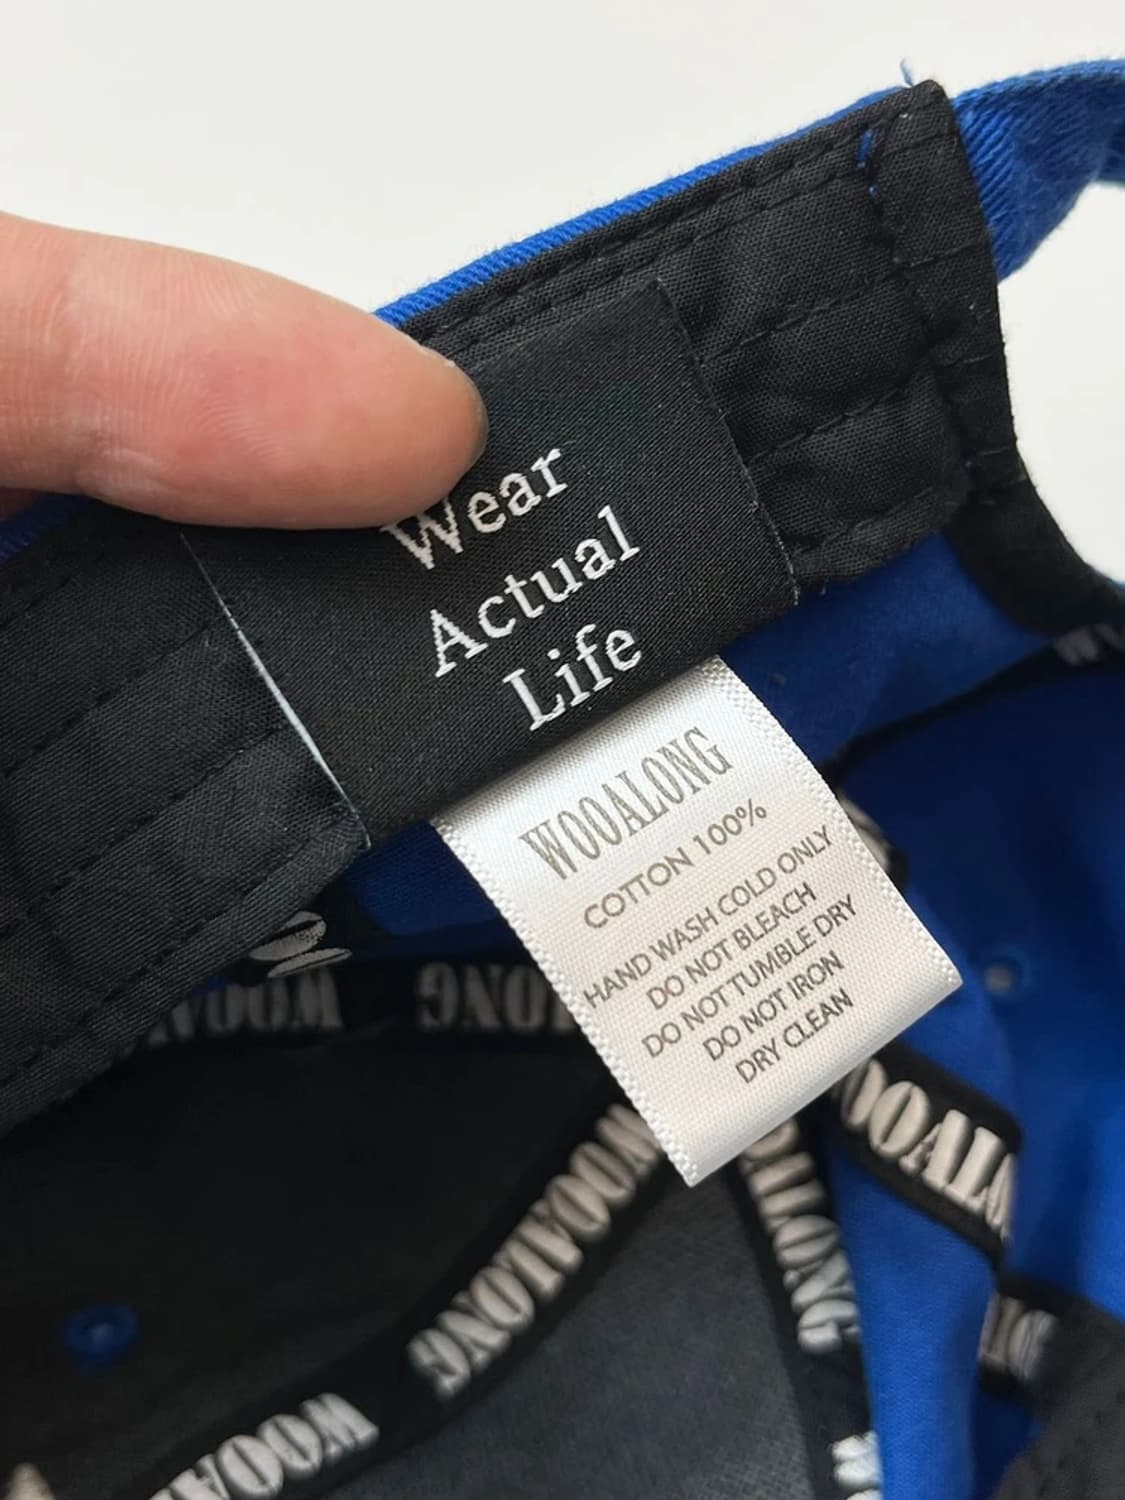 Wear
Actual
Life
WOOALONG
COTTON 100%
HAND WASH COLD ONLY
DO NOT BLEACH
DO NOT TUMBLE DRY
DO NOT IRON
DRY CLEAN
WOOALONG
WOOALONG
WOOALONG